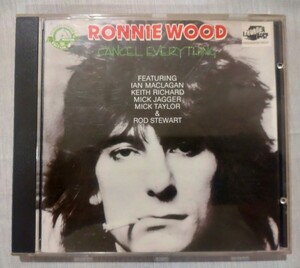 RONNIE WOOD
CANCEL EVERYTHING
FEATURING
IAN MACLAGAN
KEITH RICHARD
MICK JAGGER
MICK TAYLOR
&
ROD STEWART